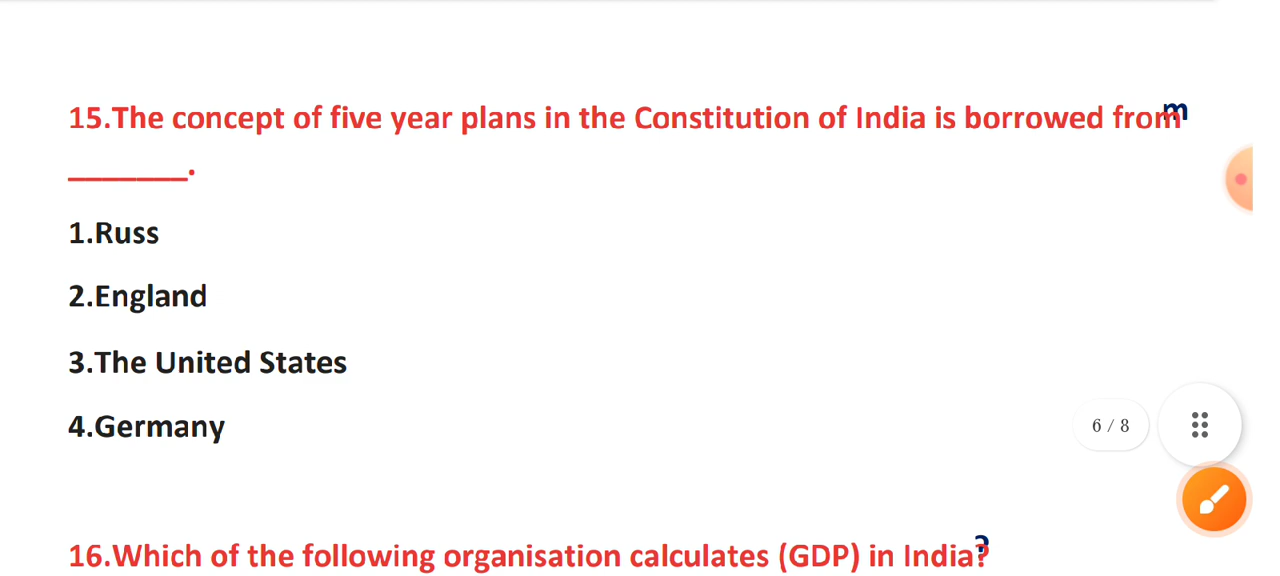 15.The concept of five year plans in the Constitution of India is borrowed from
_______.
1.Russ
2.England
3.The United States
4.Germany
6 / 8
16.Which of the following organisation calculates (GDP) in India?